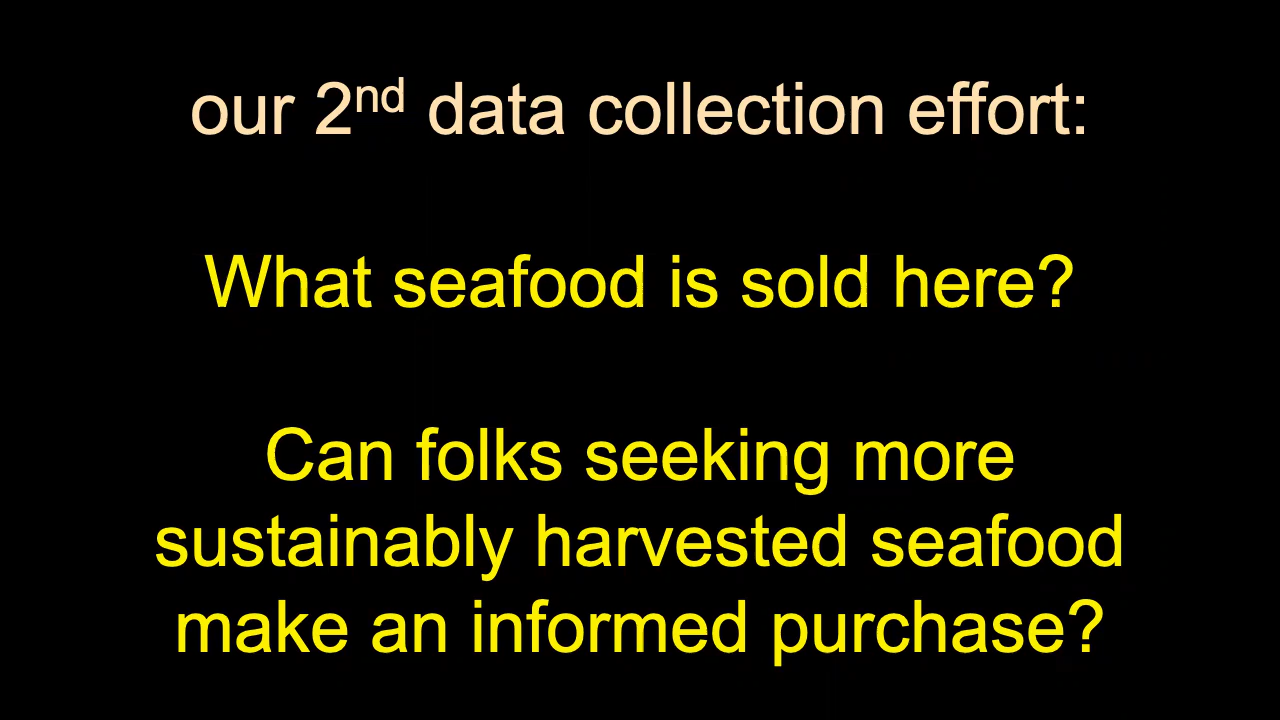 our 2nd data collection effort:
What seafood is sold here?
Can folks seeking more
sustainably harvested seafood
make an informed purchase?